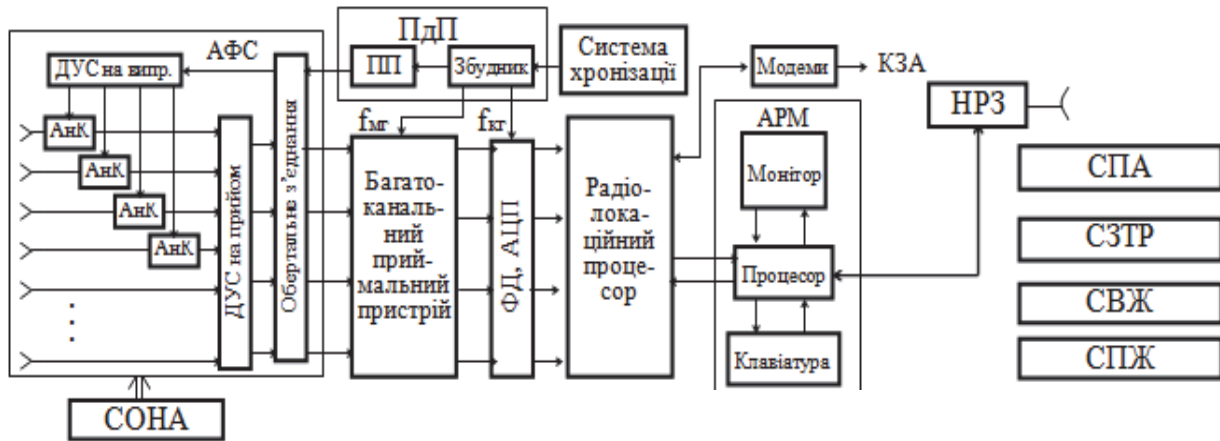 АФС
ДУС на випр.
АнК
АнК
АнК
АнК
ДУС на прийом
Обертальне з’єднання
СОНА
ПдП
ПП
Збудник
Система
хронізації
fмг
fкг
Багато-
каналь-
ний
прий-
мальний
пристрій
ФД, АЦП
Радіо-
лока-
ційний
проце-
сор
Модеми
КЗА
АРМ
Монітор
Процесор
Клавіатура
НРЗ
СПА
СЗТР
СВЖ
СПЖ